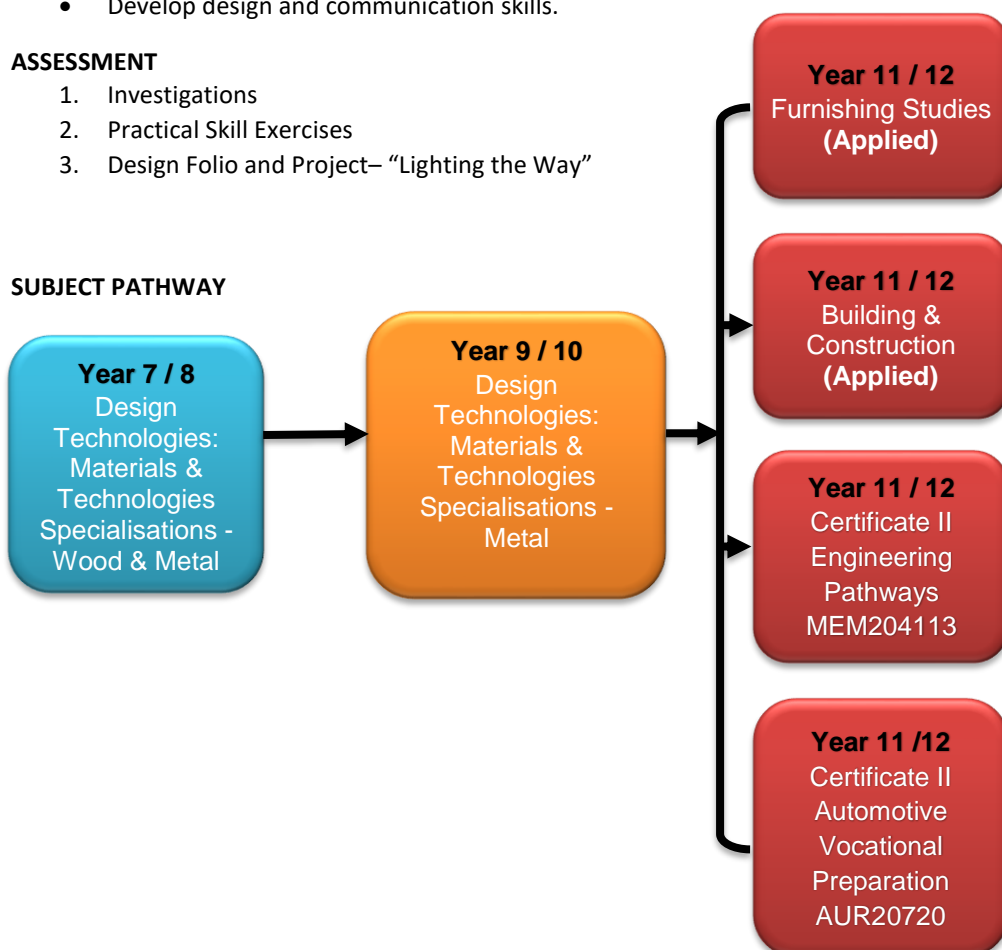 • Develop design and communication skills.
ASSESSMENT
1. Investigations
2. Practical Skill Exercises
3. Design Folio and Project– “Lighting the Way”
SUBJECT PATHWAY
Year 7 / 8
Design
Technologies:
Materials &
Technologies
Specialisations -
Wood & Metal
Year 9 / 10
Design
Technologies:
Materials &
Technologies
Specialisations -
Metal
Year 11 / 12
Furnishing Studies
(Applied)
Year 11 / 12
Building &
Construction
(Applied)
Year 11 / 12
Certificate II
Engineering
Pathways
MEM204113
Year 11 /12
Certificate II
Automotive
Vocational
Preparation
AUR20720